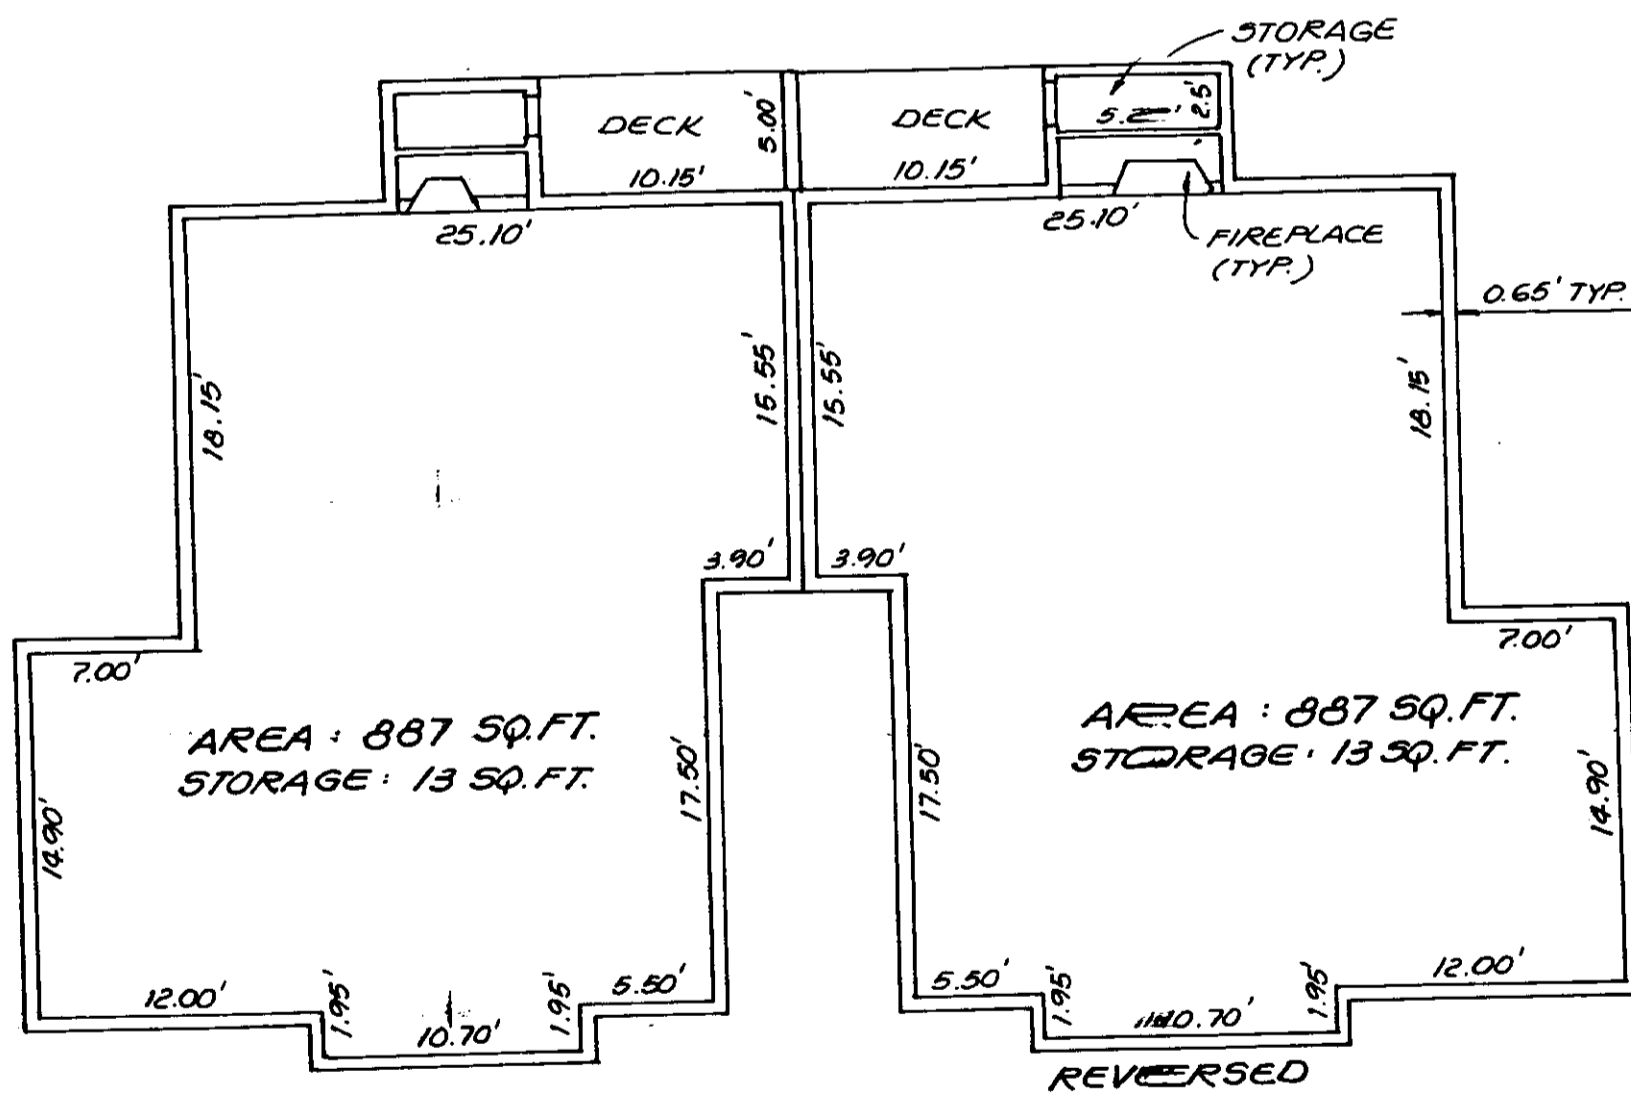 STORAGE
(TYP.)
DECK
5.00'
DECK
2.5'
10.15'
10.15'
25.10'
25.10'
FIREPLACE
(TYP.)
0.65' TYP.
18.15'
15.55'
15.55'
18.15'
3.90'
3.90'
7.00'
7.00'
AREA : 887 SQ.FT.
STORAGE : 13 SQ.FT.
AREA : 887 SQ.FT.
STORAGE : 13 SQ.FT.
14.90'
17.50'
17.50'
14.90'
12.00'
1.95'
10.70'
1.95'
5.50'
5.50'
1.95'
10.70'
1.95'
12.00'
REVERSED